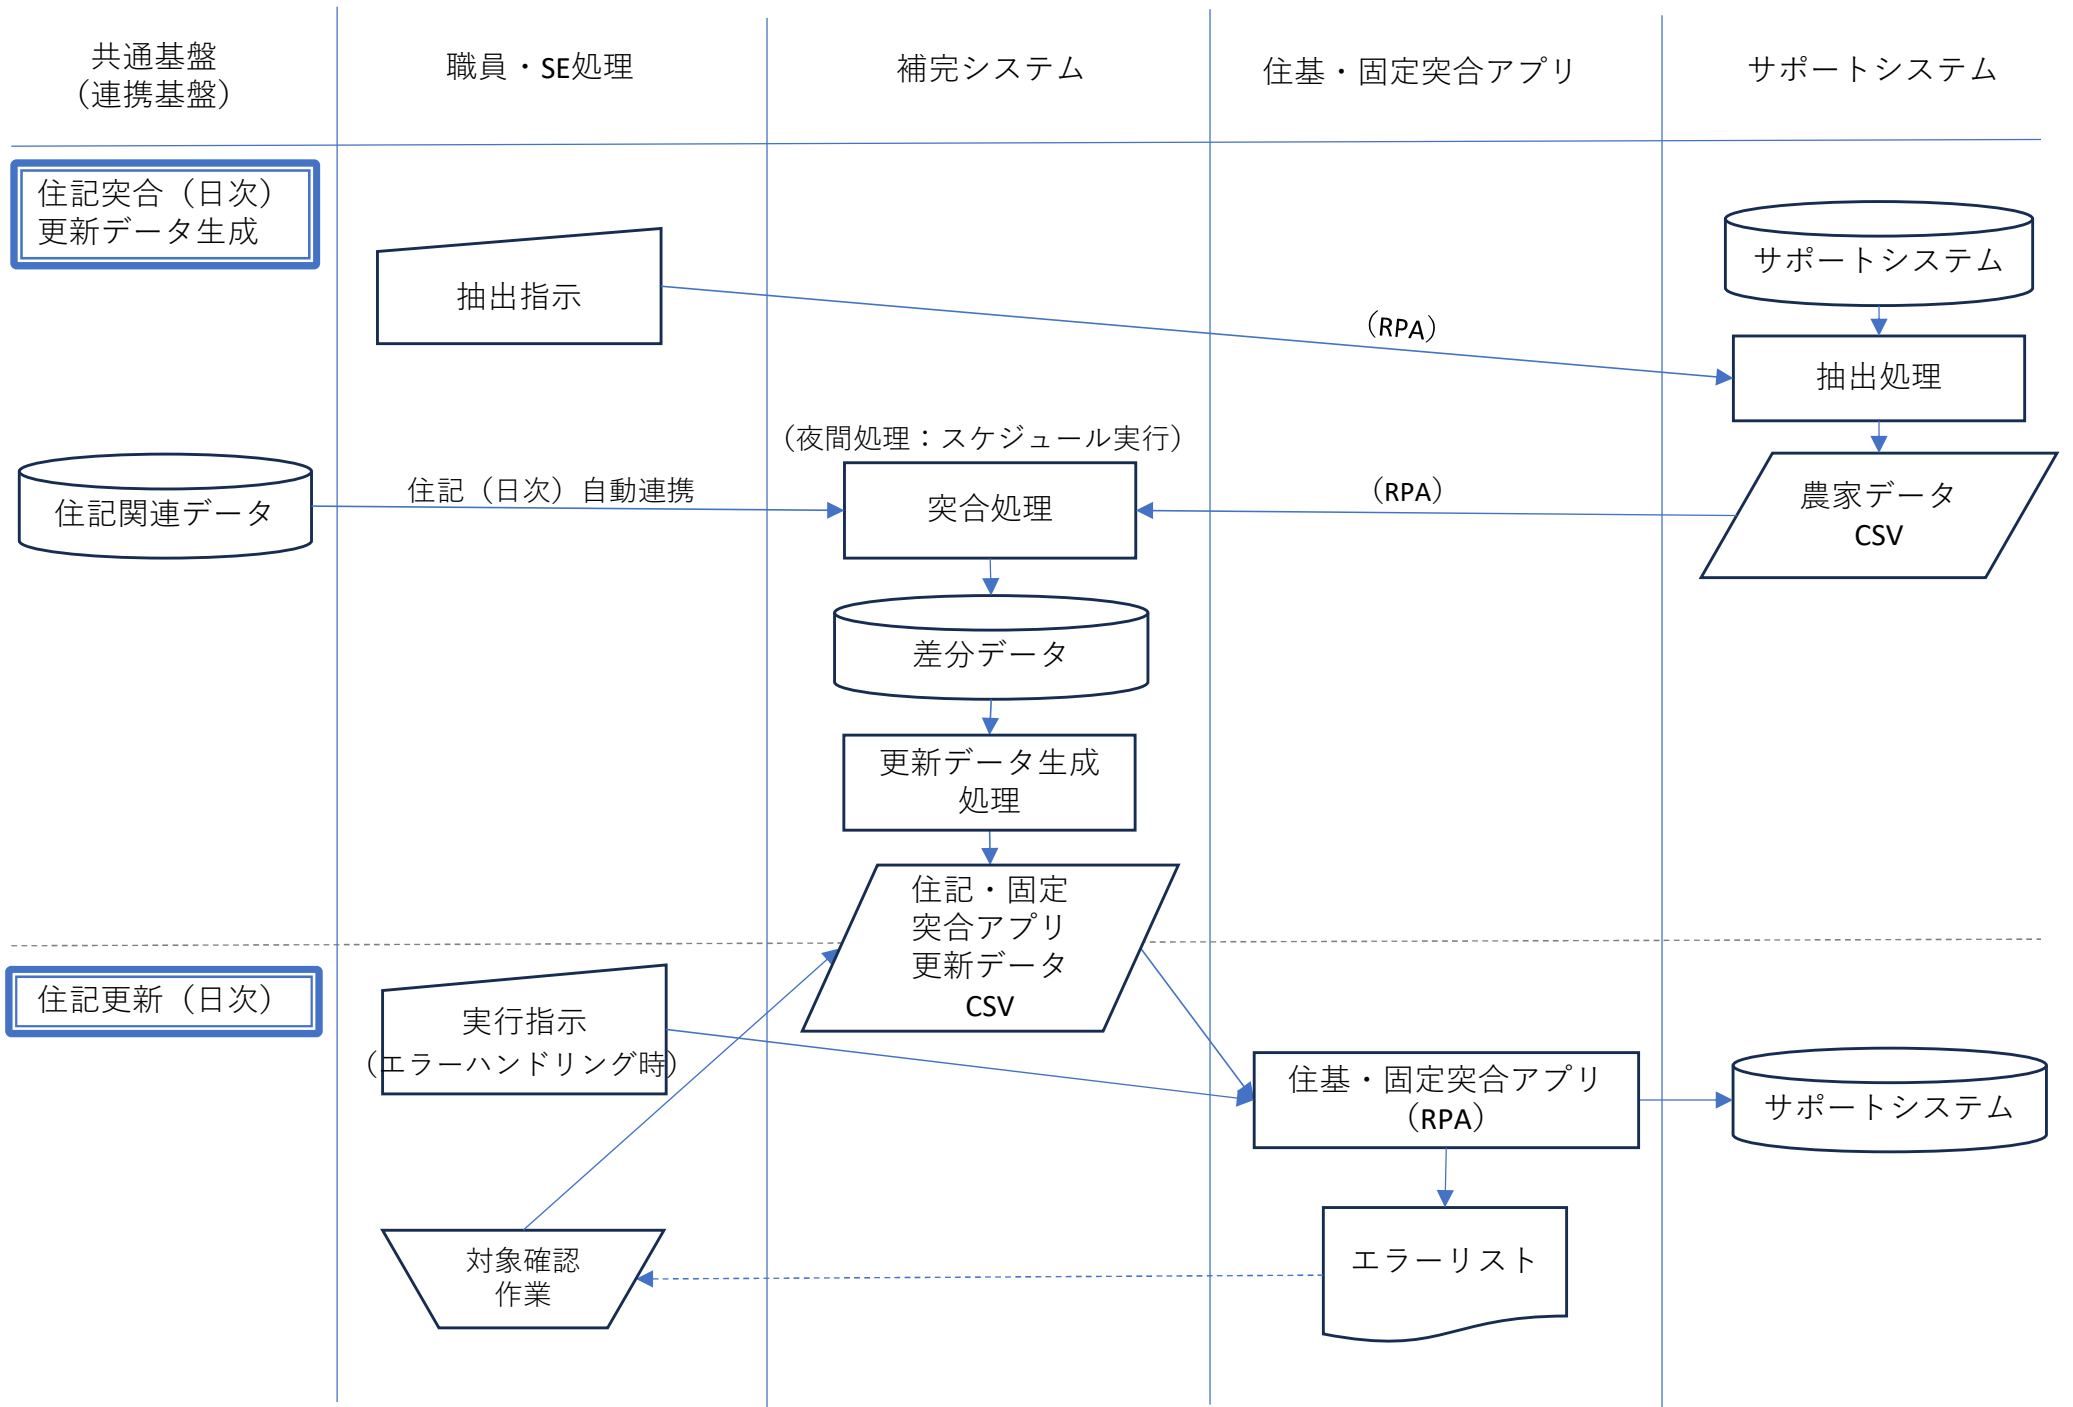 共通基盤
（連携基盤）
職員・SE処理
補完システム
住基・固定突合アプリ
サポートシステム
住記突合（日次）
更新データ生成
抽出指示
（RPA）
サポートシステム
抽出処理
（夜間処理：スケジュール実行）
住記関連データ
住記（日次）自動連携
突合処理
（RPA）
農家データ
CSV
差分データ
更新データ生成
処理
住記・固定
突合アプリ
更新データ
CSV
住記更新（日次）
実行指示
（エラーハンドリング時）
住基・固定突合アプリ
（RPA）
サポートシステム
対象確認
作業
エラーリスト